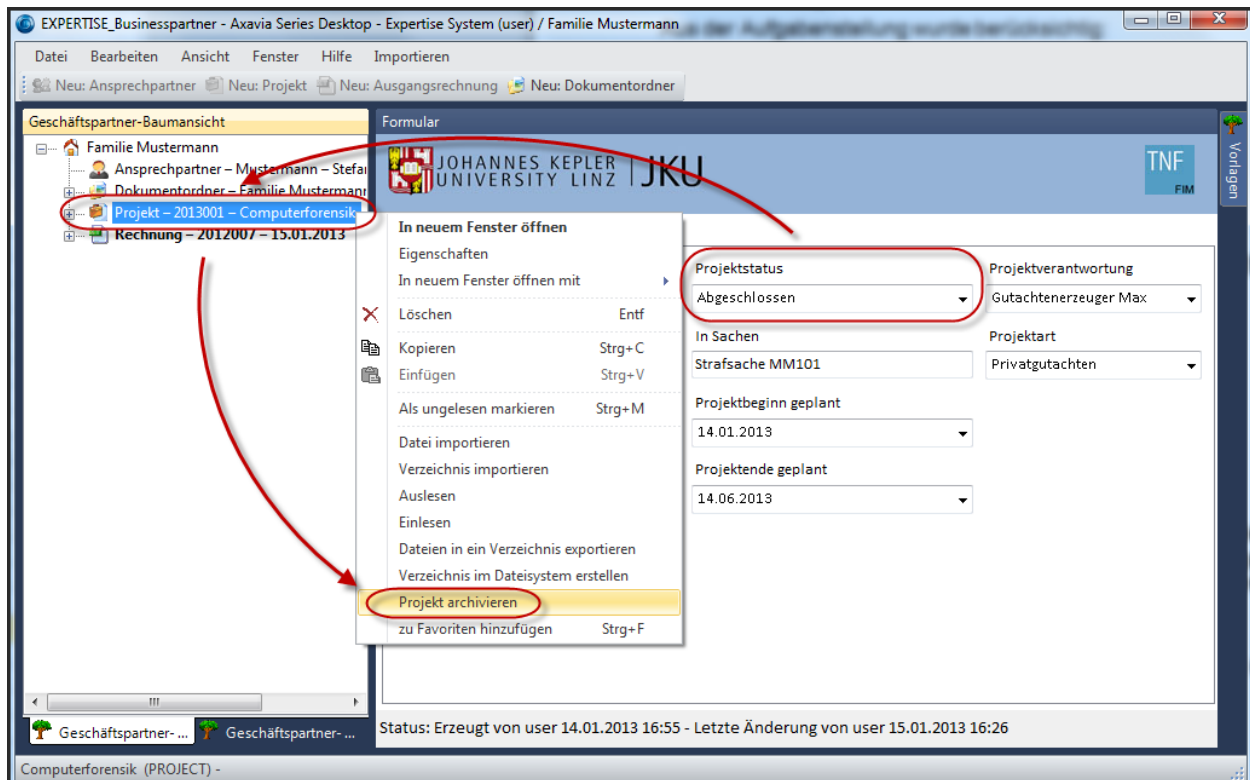 EXPERTISE_Businesspartner - Axavia Series Desktop - Expertise System (user) / Familie Mustermann
Datei Bearbeiten Ansicht Fenster Hilfe Importieren
Neu: Ansprechpartner Neu: Projekt Neu: Ausgangsrechnung Neu: Dokumentordner
Geschäftspartner-Baumansicht
Familie Mustermann
Ansprechpartner – Mustermann – Stefan
Dokumentordner – Familie Mustermann
Projekt – 2013001 – Computerforensik
Rechnung – 2012007 – 15.01.2013
Formular
JOHANNES KEPLER
UNIVERSITY LINZ JKU
TNF
FIM
Vorlagen
In neuem Fenster öffnen
Eigenschaften
In neuem Fenster öffnen mit
Löschen Entf
Kopieren Strg+C
Einfügen Strg+V
Als ungelesen markieren Strg+M
Datei importieren
Verzeichnis importieren
Auslesen
Einlesen
Dateien in ein Verzeichnis exportieren
Verzeichnis im Dateisystem erstellen
Projekt archivieren
zu Favoriten hinzufügen Strg+F
Projektstatus
Abgeschlossen
Projektverantwortung
Gutachtenerzeuger Max
In Sachen
Strafsache MM101
Projektart
Privatgutachten
Projektbeginn geplant
14.01.2013
Projektende geplant
14.06.2013
Geschäftspartner- ... Geschäftspartner- ...
Status: Erzeugt von user 14.01.2013 16:55 - Letzte Änderung von user 15.01.2013 16:26
Computerforensik (PROJECT) -